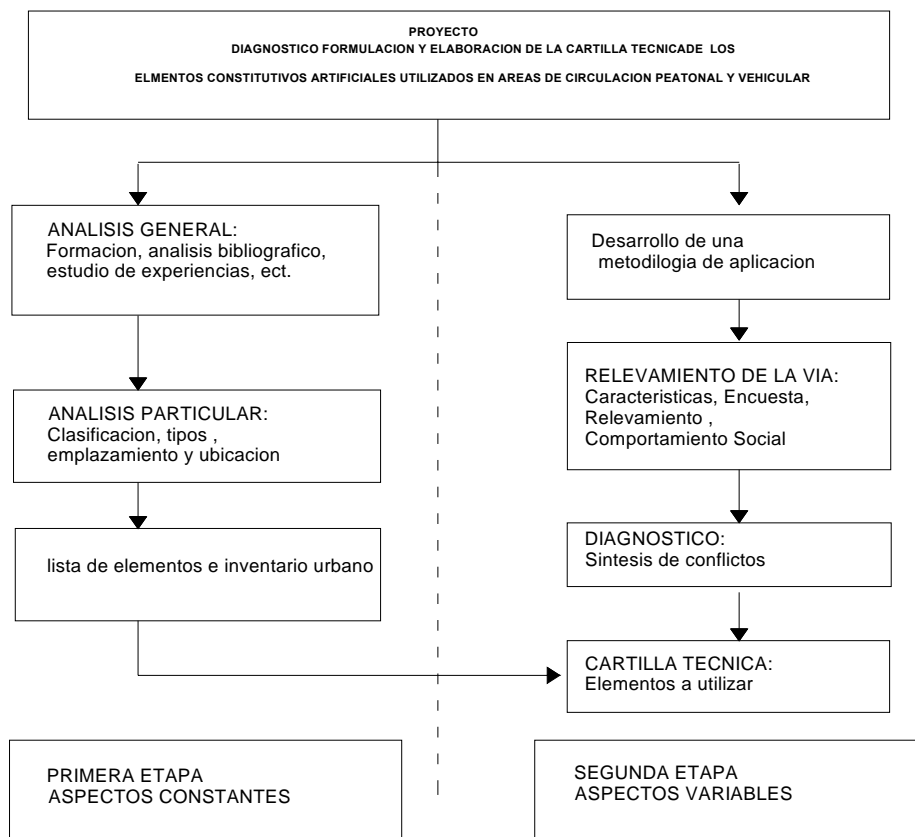 PROYECTO
DIAGNOSTICO FORMULACION Y ELABORACION DE LA CARTILLA TECNICADE LOS
ELMENTOS CONSTITUTIVOS ARTIFICIALES UTILIZADOS EN AREAS DE CIRCULACION PEATONAL Y VEHICULAR
ANALISIS GENERAL:
Formacion, analisis bibliografico,
estudio de experiencias, ect.
ANALISIS PARTICULAR:
Clasificacion, tipos ,
emplazamiento y ubicacion
lista de elementos e inventario urbano
Desarrollo de una
metodilogia de aplicacion
RELEVAMIENTO DE LA VIA:
Caracteristicas, Encuesta,
Relevamiento ,
Comportamiento Social
DIAGNOSTICO:
Sintesis de conflictos
CARTILLA TECNICA:
Elementos a utilizar
PRIMERA ETAPA
ASPECTOS CONSTANTES
SEGUNDA ETAPA
ASPECTOS VARIABLES